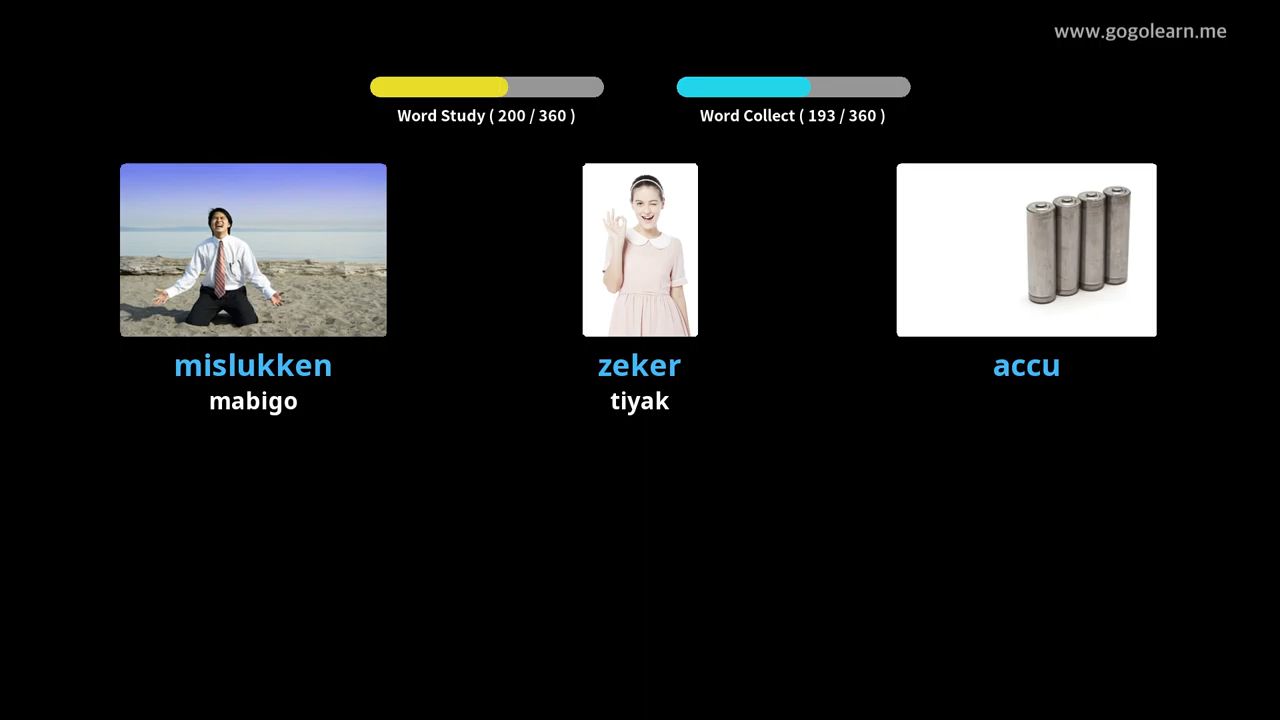 www.gogolearn.me
Word Study ( 200 / 360 )
Word Collect ( 193 / 360 )
mislukken
mabigo
zeker
tiyak
accu